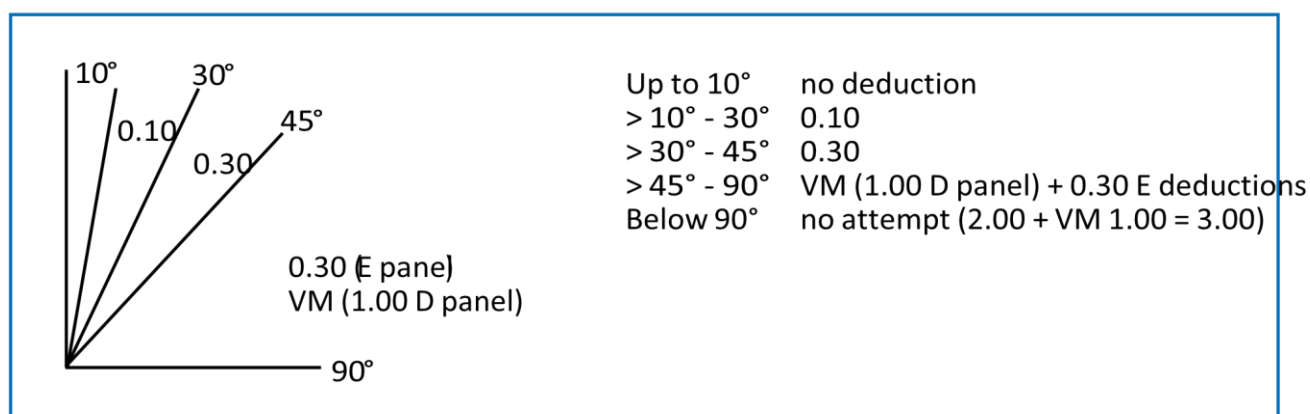 10°
30°
0.10
45°
0.30
0.30 (E panel)
VM (1.00 D panel)
90°
Up to 10° no deduction
> 10° - 30° 0.10
> 30° - 45° 0.30
> 45° - 90° VM (1.00 D panel) + 0.30 E deductions
Below 90° no attempt (2.00 + VM 1.00 = 3.00)